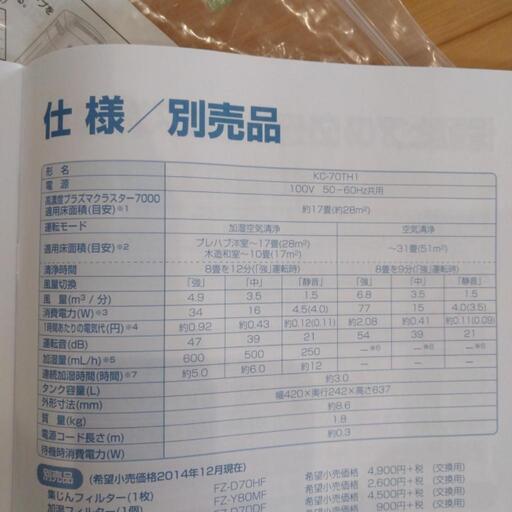 仕様／別売品
形名 KC-70TH1
電源 100V 50-60Hz共用
高濃度プラズマクラスター7000
適用床面積(目安)※1 約17畳(約28m²)
運転モード 加湿空気清浄 空気清浄
適用床面積(目安)※2 プレハブ洋室～17畳(28m²) ～31畳(51m²)
木造和室～10畳(17m²)
清浄時間 8畳を12分(「強」運転時) 8畳を9分(「強」運転時)
風量切換 「強」 「中」 「静音」 「強」 「中」 「静音」
風量(m³/分) 4.9 3.5 1.5 6.8 3.5 1.5
消費電力(W)※3 34 16 4.5(4.0) 77 15 4.0(3.5)
1時間あたりの電気代(円)※4 約0.92 約0.43 約0.12(0.11) 約2.08 約0.41 約0.11(0.09)
運転音(dB) 47 39 21 54 39 21
加湿量(mL/h)※5 600 500 250 －※6 －※6 －※6
連続加湿時間(時間)※7 約5.0 約6.0 約12 － － －
タンク容量(L) 約3.0
外形寸法(mm) 幅420×奥行242×高さ637
質量(kg) 約8.6
電源コード長さ(m) 1.8
待機時消費電力(W) 約0.3
別売品 (希望小売価格2014年12月現在)
集じんフィルター(1枚) FZ-D70HF 希望小売価格 4,900円+税 (交換用)
FZ-Y80MF 希望小売価格 2,600円+税 (交換用)
加湿フィルター(1個) 希望小売価格 4,500円+税 (交換用)